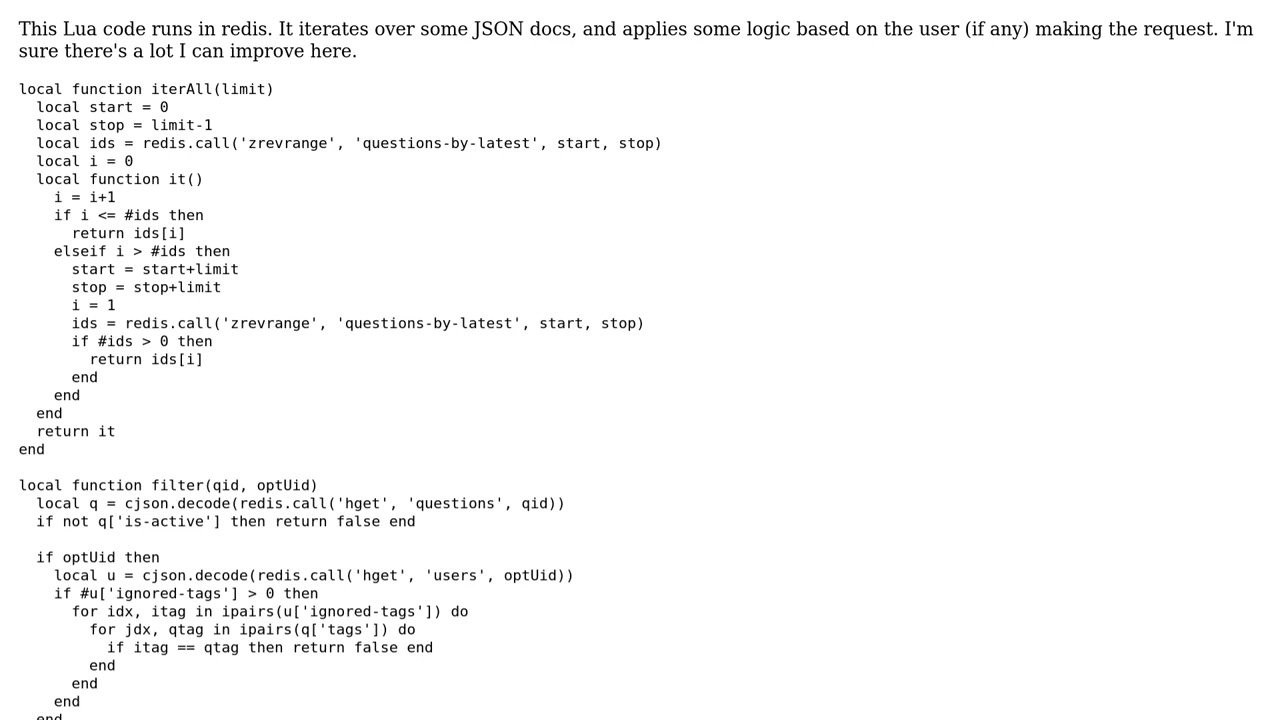 This Lua code runs in redis. It iterates over some JSON docs, and applies some logic based on the user (if any) making the request. I'm
sure there's a lot I can improve here.
local function iterAll(limit)
  local start = 0
  local stop = limit-1
  local ids = redis.call('zrevrange', 'questions-by-latest', start, stop)
  local i = 0
  local function it()
    i = i+1
    if i <= #ids then
      return ids[i]
    elseif i > #ids then
      start = start+limit
      stop = stop+limit
      i = 1
      ids = redis.call('zrevrange', 'questions-by-latest', start, stop)
      if #ids > 0 then
        return ids[i]
      end
    end
  end
  return it
end

local function filter(qid, optUid)
  local q = cjson.decode(redis.call('hget', 'questions', qid))
  if not q['is-active'] then return false end

  if optUid then
    local u = cjson.decode(redis.call('hget', 'users', optUid))
    if #u['ignored-tags'] > 0 then
      for idx, itag in ipairs(u['ignored-tags']) do
        for jdx, qtag in ipairs(q['tags']) do
          if itag == qtag then return false end
        end
      end
    end
  end